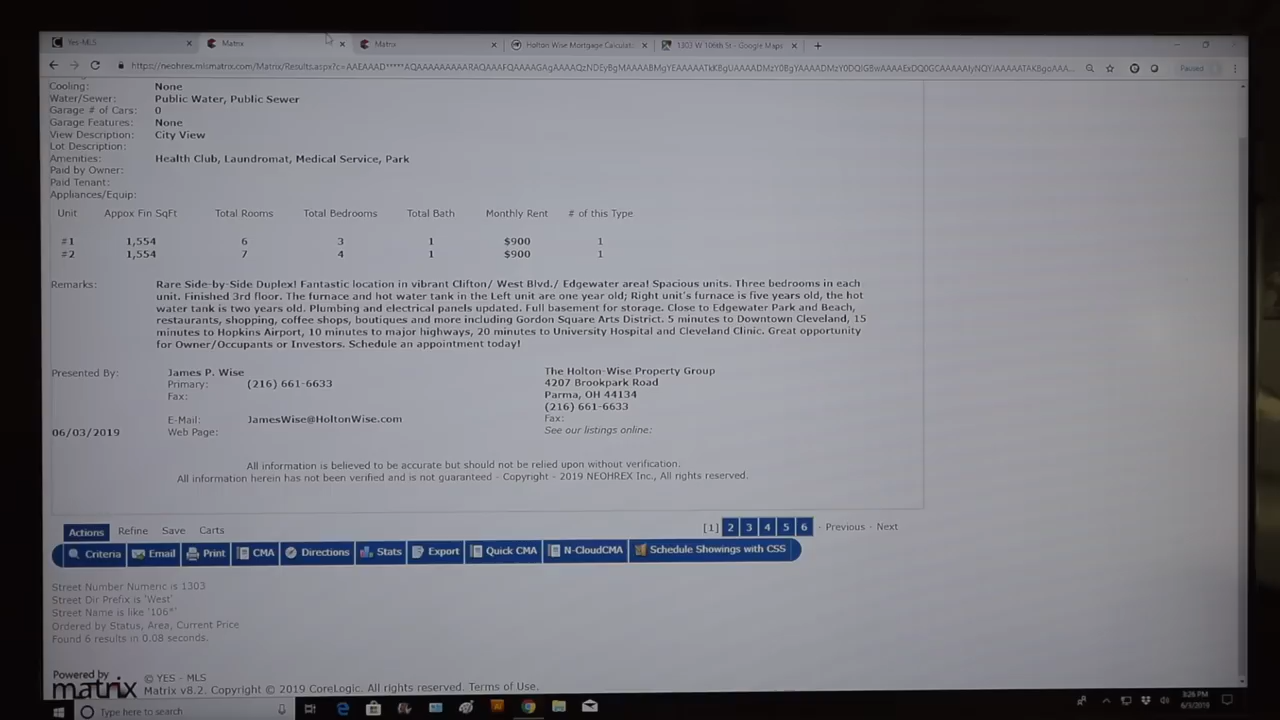 Yes-MLS
Matrix
Matrix
Holton Wise Mortgage Calculat
1303 W 106th St - Google Maps
Paused
Cooling: None
Water/Sewer: Public Water, Public Sewer
Garage # of Cars: 0
Garage Features: None
View Description: City View
Lot Description:
Amenities: Health Club, Laundromat, Medical Service, Park
Paid by Owner:
Paid Tenant:
Appliances/Equip:
Unit Appox Fin SqFt Total Rooms Total Bedrooms Total Bath Monthly Rent # of this Type
#1 1,554 6 3 1 $900 1
#2 1,554 7 4 1 $900 1
Remarks: Rare Side-by-Side Duplex! Fantastic location in vibrant Clifton/ West Blvd./ Edgewater area! Spacious units. Three bedrooms in each
unit. Finished 3rd floor. The furnace and hot water tank in the Left unit are one year old; Right unit's furnace is five years old, the hot
water tank is two years old. Plumbing and electrical panels updated. Full basement for storage. Close to Edgewater Park and Beach,
restaurants, shopping, coffee shops, boutiques and more including Gordon Square Arts District. 5 minutes to Downtown Cleveland, 15
minutes to Hopkins Airport, 10 minutes to major highways, 20 minutes to University Hospital and Cleveland Clinic. Great opportunity
for Owner/Occupants or Investors. Schedule an appointment today!
Presented By: James P. Wise The Holton-Wise Property Group
Primary: (216) 661-6633 4207 Brookpark Road
Fax: Parma, OH 44134
(216) 661-6633
E-Mail: JamesWise@HoltonWise.com Fax:
06/03/2019 Web Page: See our listings online:
All information is believed to be accurate but should not be relied upon without verification.
All information herein has not been verified and is not guaranteed - Copyright - 2019 NEOHREX Inc., All rights reserved.
Actions Refine Save Carts [1] 2 3 4 5 6 · Previous · Next
Criteria Email Print CMA Directions Stats Export Quick CMA N-CloudCMA Schedule Showings with CSS
Street Number Numeric is 1303
Street Dir Prefix is 'West'
Street Name is like '106*'
Ordered by Status, Area, Current Price
Found 6 results in 0.08 seconds.
Powered by © YES - MLS
matrix Matrix v8.2. Copyright © 2019 CoreLogic. All rights reserved. Terms of Use.
Type here to search
3:26 PM